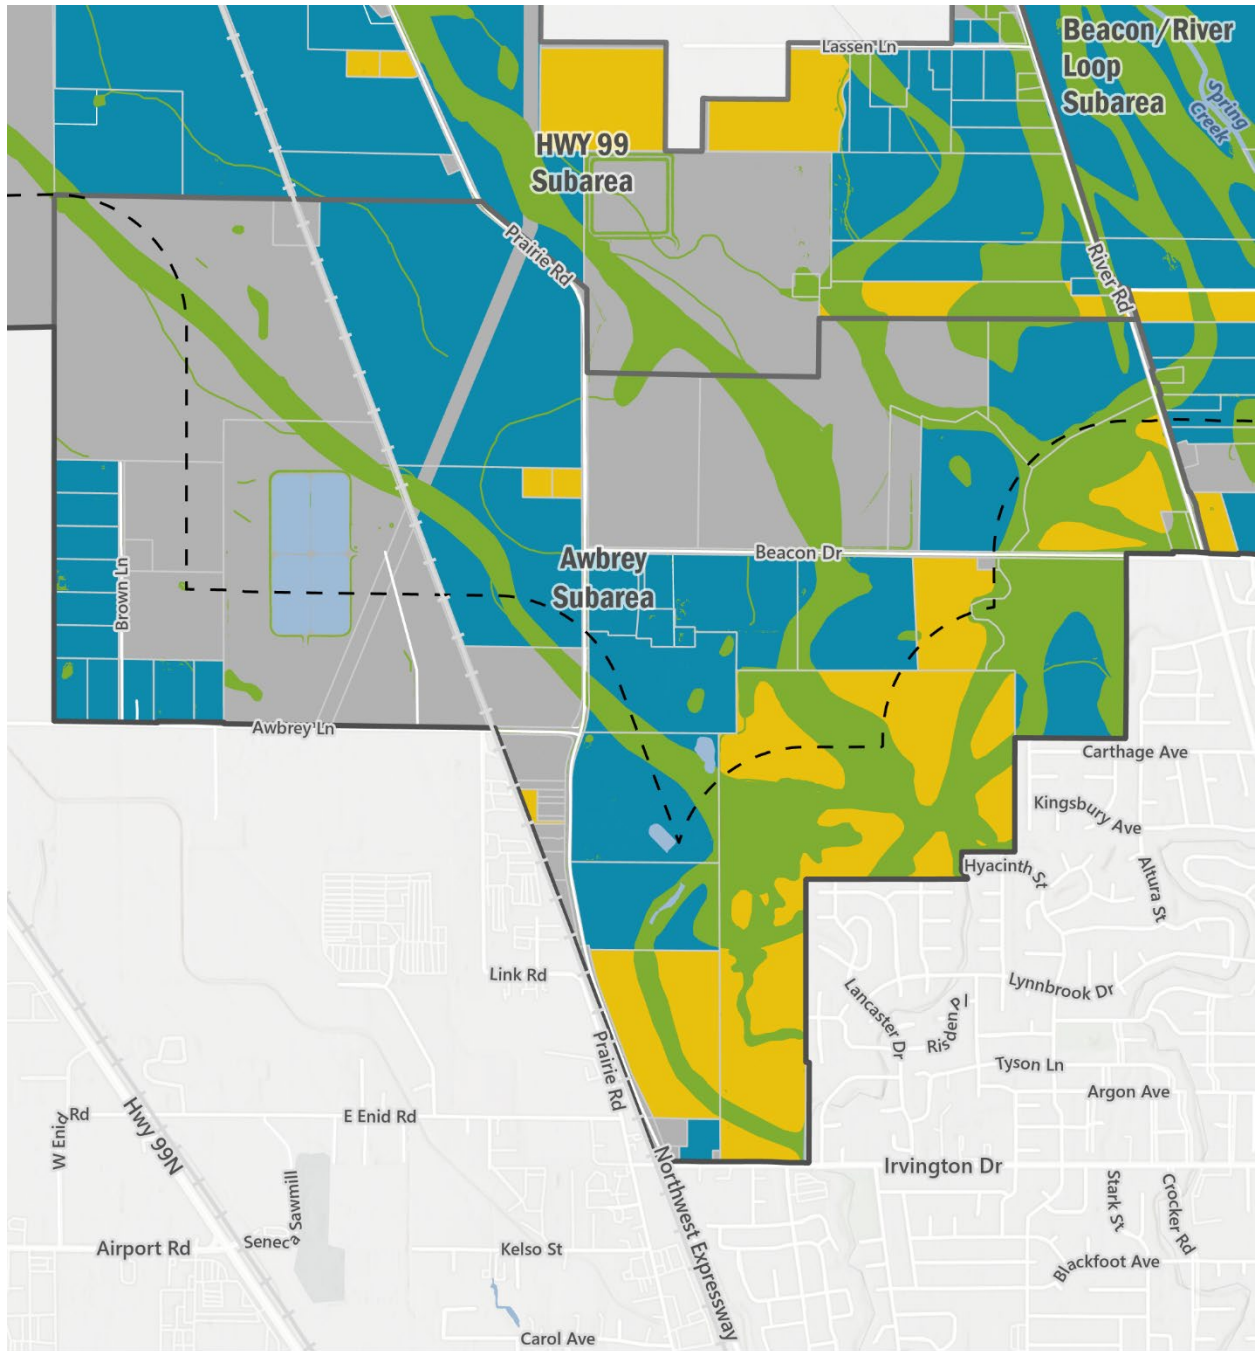 Lassen Ln
Beacon/River
Loop
Subarea
Spring
Creek
HWY 99
Subarea
Prairie Rd
River Rd
Beacon Dr
Awbrey
Subarea
Brown Ln
Awbrey Ln
Carthage Ave
Kingsbury Ave
Hyacinth St
Altura St
Link Rd
Lancaster Dr
Risden Pl
Lynnbrook Dr
Prairie Rd
Tyson Ln
Argon Ave
W Enid Rd
Hwy 99N
E Enid Rd
Northwest Expressway
Irvington Dr
Stark St
Crocker Rd
Seneca Sawmill
Airport Rd
Kelso St
Blackfoot Ave
Carol Ave